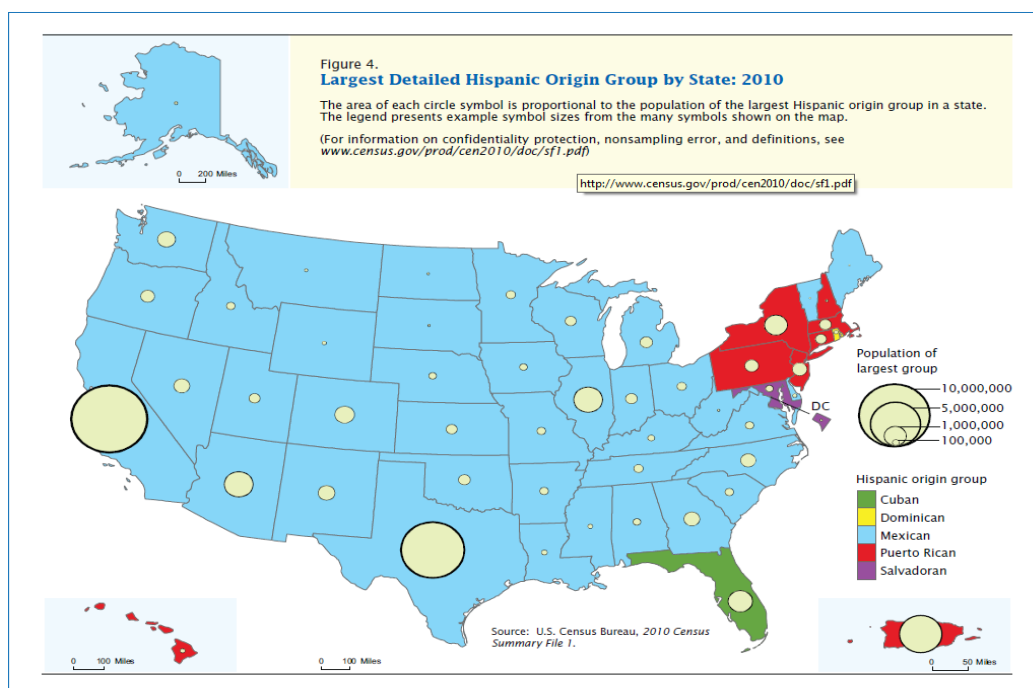 Figure 4.
Largest Detailed Hispanic Origin Group by State: 2010
The area of each circle symbol is proportional to the population of the largest Hispanic origin group in a state.
The legend presents example symbol sizes from the many symbols shown on the map.
(For information on confidentiality protection, nonsampling error, and definitions, see
www.census.gov/prod/cen2010/doc/sf1.pdf)
0 200 Miles
http://www.census.gov/prod/cen2010/doc/sf1.pdf
DC
Population of
largest group
10,000,000
5,000,000
1,000,000
100,000
Hispanic origin group
Cuban
Dominican
Mexican
Puerto Rican
Salvadoran
Source: U.S. Census Bureau, 2010 Census
Summary File 1.
0 100 Miles
0 100 Miles
0 50 Miles